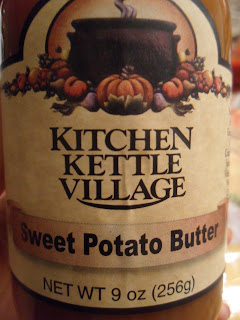 KITCHEN
KETTLE
VILLAGE
Sweet Potato Butter
NET WT 9 oz (256g)